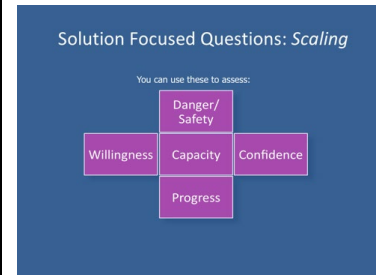 Solution Focused Questions: Scaling
You can use these to assess:
Danger/
Safety
Willingness
Capacity
Confidence
Progress